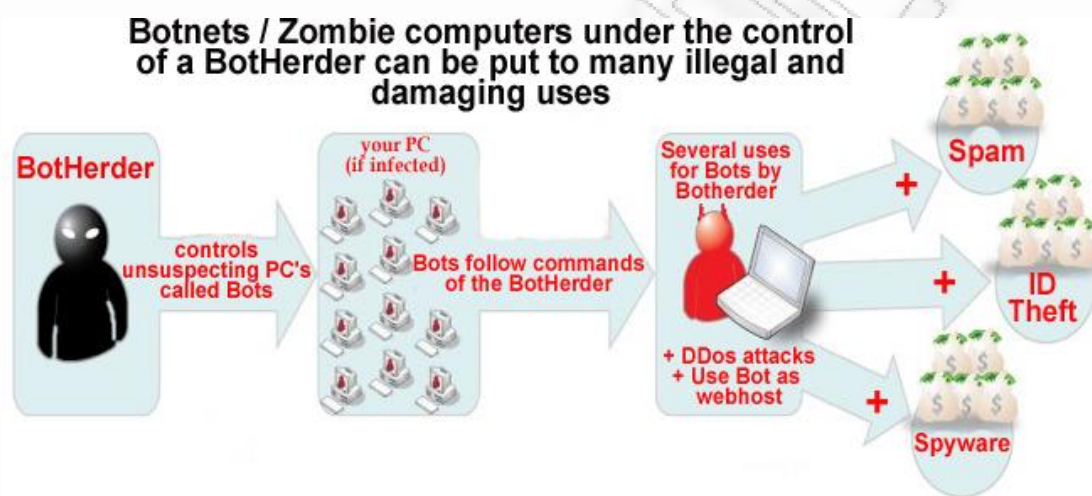 Botnets / Zombie computers under the control
of a BotHerder can be put to many illegal and
damaging uses
BotHerder
controls
unsuspecting PC's
called Bots
your PC
(if infected)
Bots follow commands
of the BotHerder
Several uses
for Bots by
Botherder
+ DDos attacks
+ Use Bot as
webhost
+
$
$ $ $
Spam
+
$ $ $
ID
Theft
+
$ $ $
Spyware